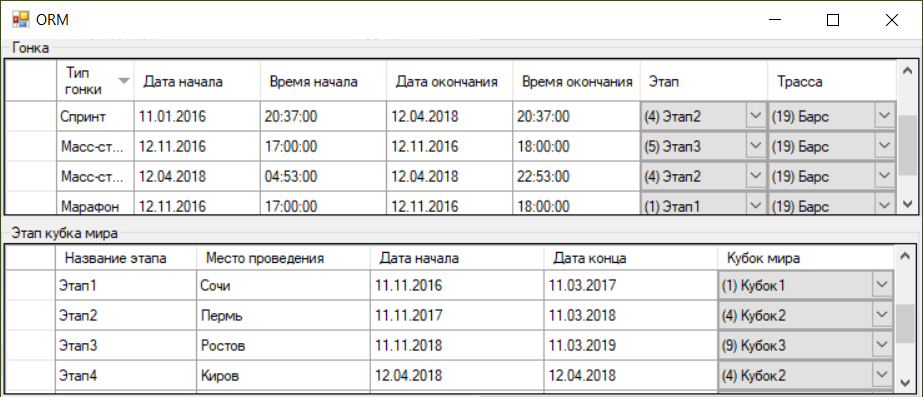 ORM
Гонка
Тип гонки Дата начала Время начала Дата окончания Время окончания Этап Трасса
Спринт 11.01.2016 20:37:00 12.04.2018 20:37:00 (4) Этап2 (19) Барс
Масс-ст... 12.11.2016 17:00:00 12.11.2016 18:00:00 (5) Этап3 (19) Барс
Масс-ст... 12.04.2018 04:53:00 12.04.2018 22:53:00 (4) Этап2 (19) Барс
Марафон 12.11.2016 17:00:00 12.11.2016 18:00:00 (1) Этап1 (19) Барс
Этап кубка мира
Название этапа Место проведения Дата начала Дата конца Кубок мира
Этап1 Сочи 11.11.2016 11.03.2017 (1) Кубок1
Этап2 Пермь 11.11.2017 11.03.2018 (4) Кубок2
Этап3 Ростов 11.11.2018 11.03.2019 (9) Кубок3
Этап4 Киров 12.04.2018 12.04.2018 (4) Кубок2